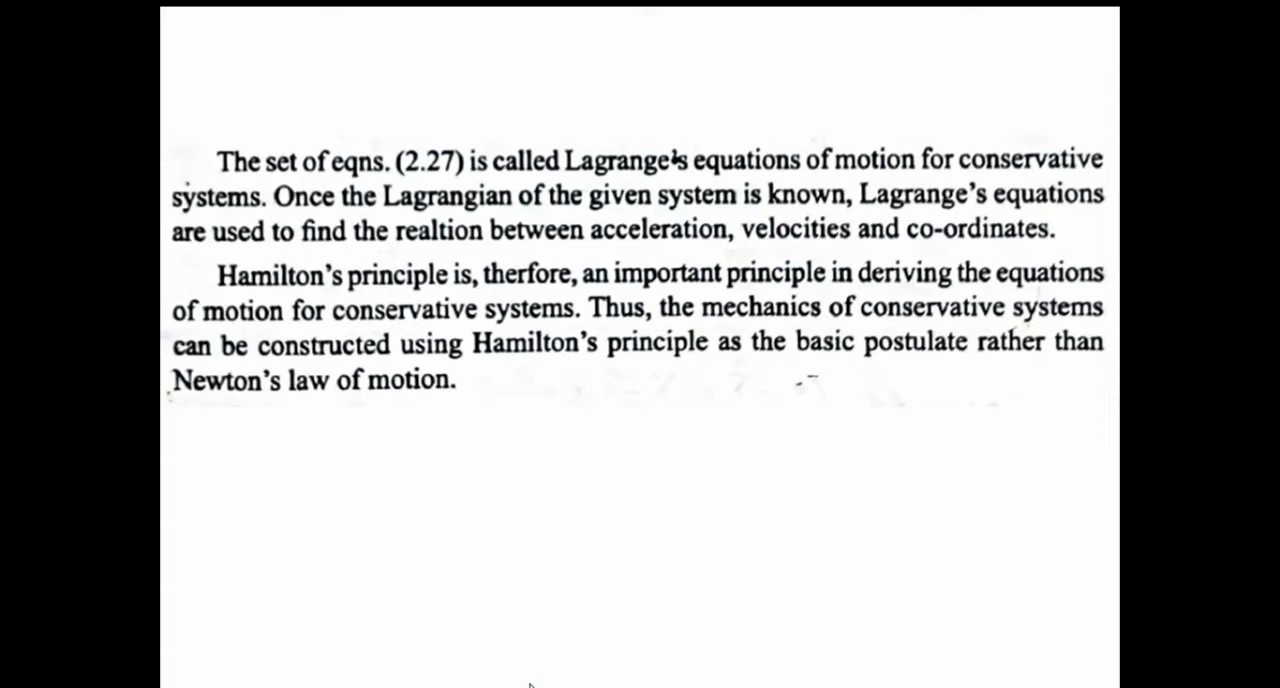 The set of eqns. (2.27) is called Lagrange's equations of motion for conservative
systems. Once the Lagrangian of the given system is known, Lagrange's equations
are used to find the realtion between acceleration, velocities and co-ordinates.
Hamilton's principle is, therfore, an important principle in deriving the equations
of motion for conservative systems. Thus, the mechanics of conservative systems
can be constructed using Hamilton's principle as the basic postulate rather than
Newton's law of motion.